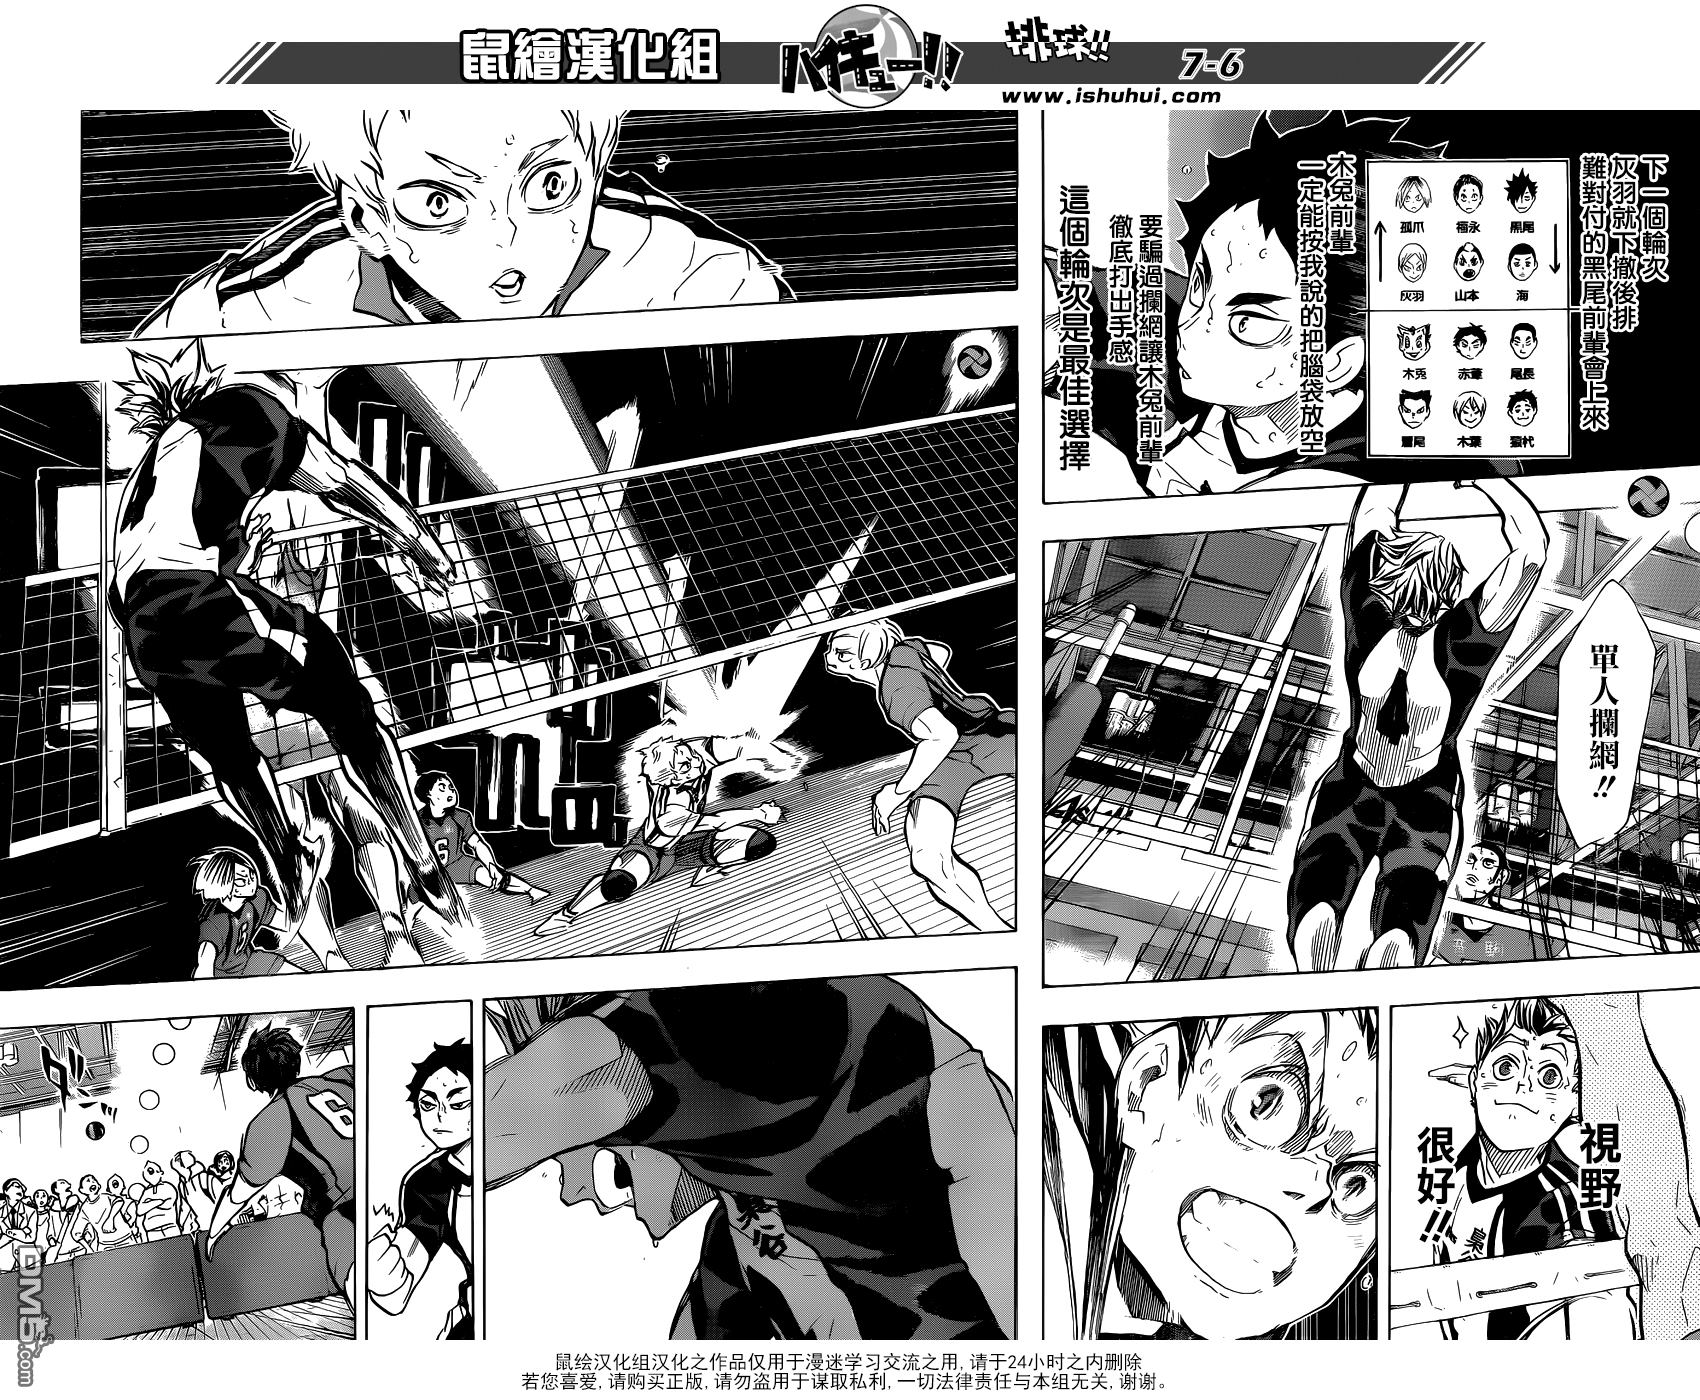 鼠繪漢化組
ハイキュー!!
排球!!
7-6
www.ishuhui.com
下一個輪次
灰羽就下撤後排
難對付的黑尾前輩會上來
孤爪
福永
黒尾
灰羽
山本
海
木兎
赤葦
尾長
鷲尾
木葉
猿杙
木兔前輩
一定能按我說的把腦袋放空
要騙過攔網讓木兔前輩
徹底打出手感
這個輪次是最佳選擇
單人攔網!!
視野
很好!!
梟谷
6
DM5.com
鼠绘汉化组汉化之作品仅用于漫迷学习交流之用,请于24小时之内删除
若您喜爱,请购买正版,请勿盗用于谋取私利,一切法律责任与本组无关,谢谢。